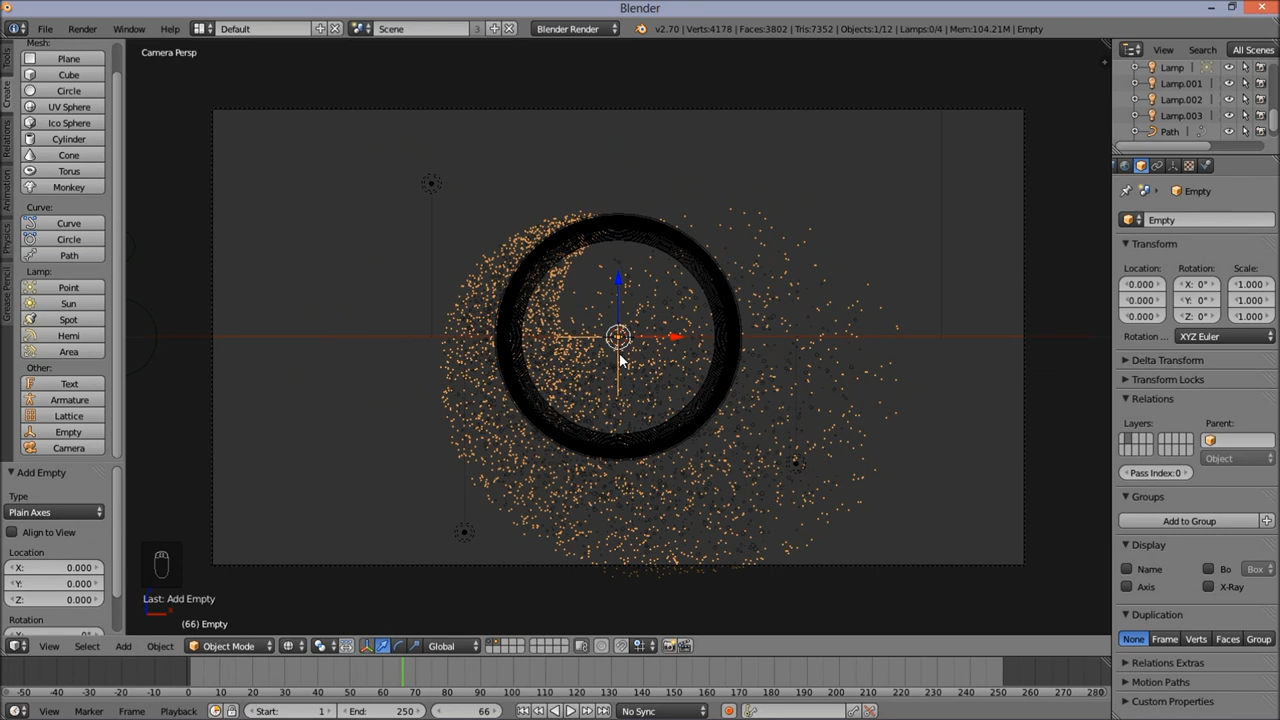 Blender
File Render Window Help Default Scene 3 Blender Render v2.70 | Verts:4178 | Faces:3802 | Tris:7352 | Objects:1/12 | Lamps:0/4 | Mem:104.21M | Empty
Camera Persp
Tools
Create
Relations
Animation
Physics
Grease Pencil
Mesh:
Plane
Cube
Circle
UV Sphere
Ico Sphere
Cylinder
Cone
Torus
Monkey
Curve:
Curve
Circle
Path
Lamp:
Point
Sun
Spot
Hemi
Area
Other:
Text
Armature
Lattice
Empty
Camera
Add Empty
Type
Plain Axes
Align to View
Location
X: 0.000
Y: 0.000
Z: 0.000
Rotation
Last: Add Empty
(66) Empty
View Select Add Object Object Mode Global
-50 -40 -30 -20 -10 0 10 20 30 40 50 60 70 80 90 100 110 120 130 140 150 160 170 180 190 200 210 220 230 240 250 260 270 280
View Marker Frame Playback Start: 1 End: 250 66 No Sync
View Search All Scenes
Lamp
Lamp.001
Lamp.002
Lamp.003
Path
Empty
Empty
Transform
Location: Rotation: Scale:
0.000 X: 0° 1.000
0.000 Y: 0° 1.000
0.000 Z: 0° 1.000
Rotation ... XYZ Euler
Delta Transform
Transform Locks
Relations
Layers: Parent:
Object
Pass Index:0
Groups
Add to Group
Display
Name Bo Box
Axis X-Ray
Duplication
None Frame Verts Faces Group
Relations Extras
Motion Paths
Custom Properties